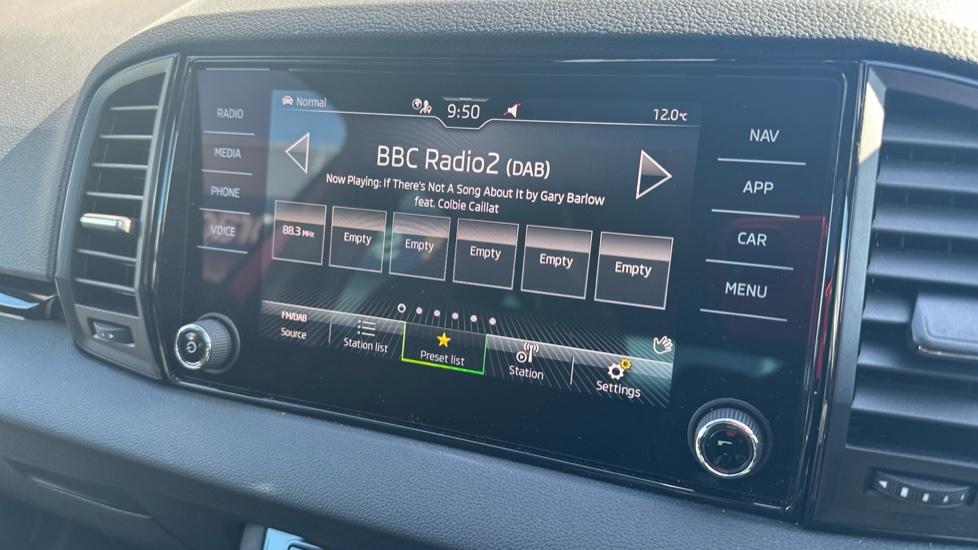 RADIO
MEDIA
PHONE
VOICE
Normal
9:50
12.0°C
BBC Radio2 (DAB)
Now Playing: If There's Not A Song About It by Gary Barlow
feat. Colbie Caillat
88.3 MHz
Empty
Empty
Empty
Empty
Empty
FM/DAB
Source
Station list
Preset list
Station
Settings
NAV
APP
CAR
MENU